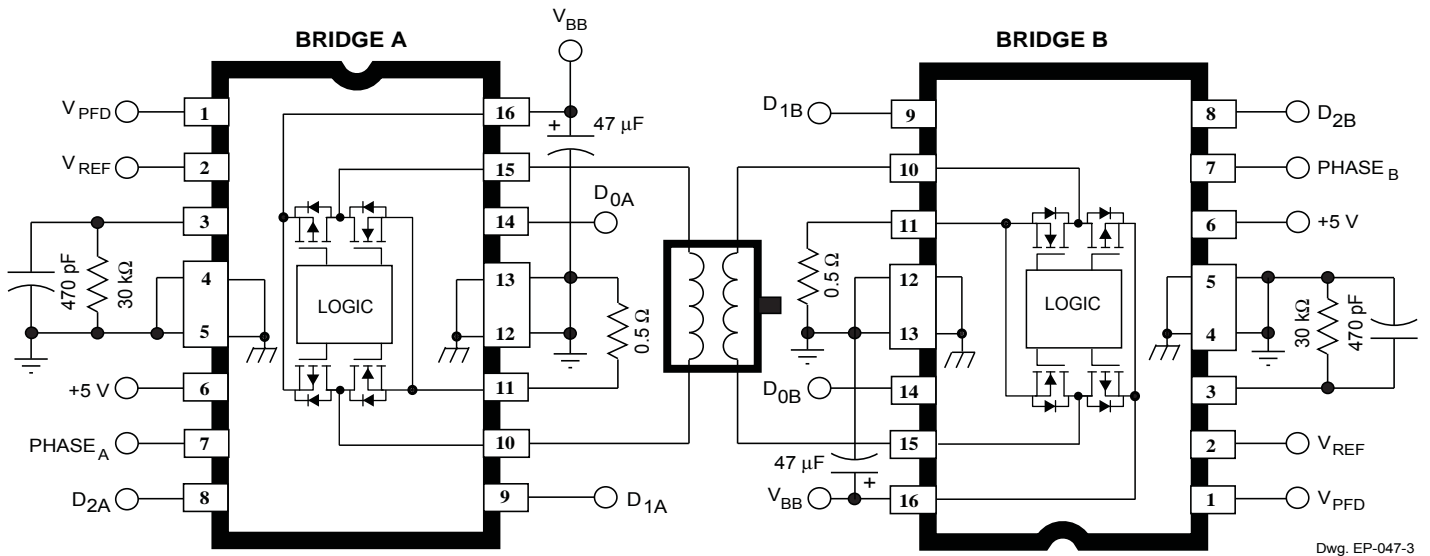 V_BB
BRIDGE A
BRIDGE B
V_PFD
1
16
+
47 µF
D_1B
9
8
D_2B
V_REF
2
15
10
7
PHASE_B
3
14
D_0A
11
6
+5 V
470 pF
30 kΩ
4
5
LOGIC
13
12
0.5 Ω
0.5 Ω
12
13
LOGIC
5
4
30 kΩ
470 pF
+5 V
6
11
D_0B
14
3
PHASE_A
7
10
15
2
V_REF
47 µF
+
D_2A
8
9
D_1A
V_BB
16
1
V_PFD
Dwg. EP-047-3